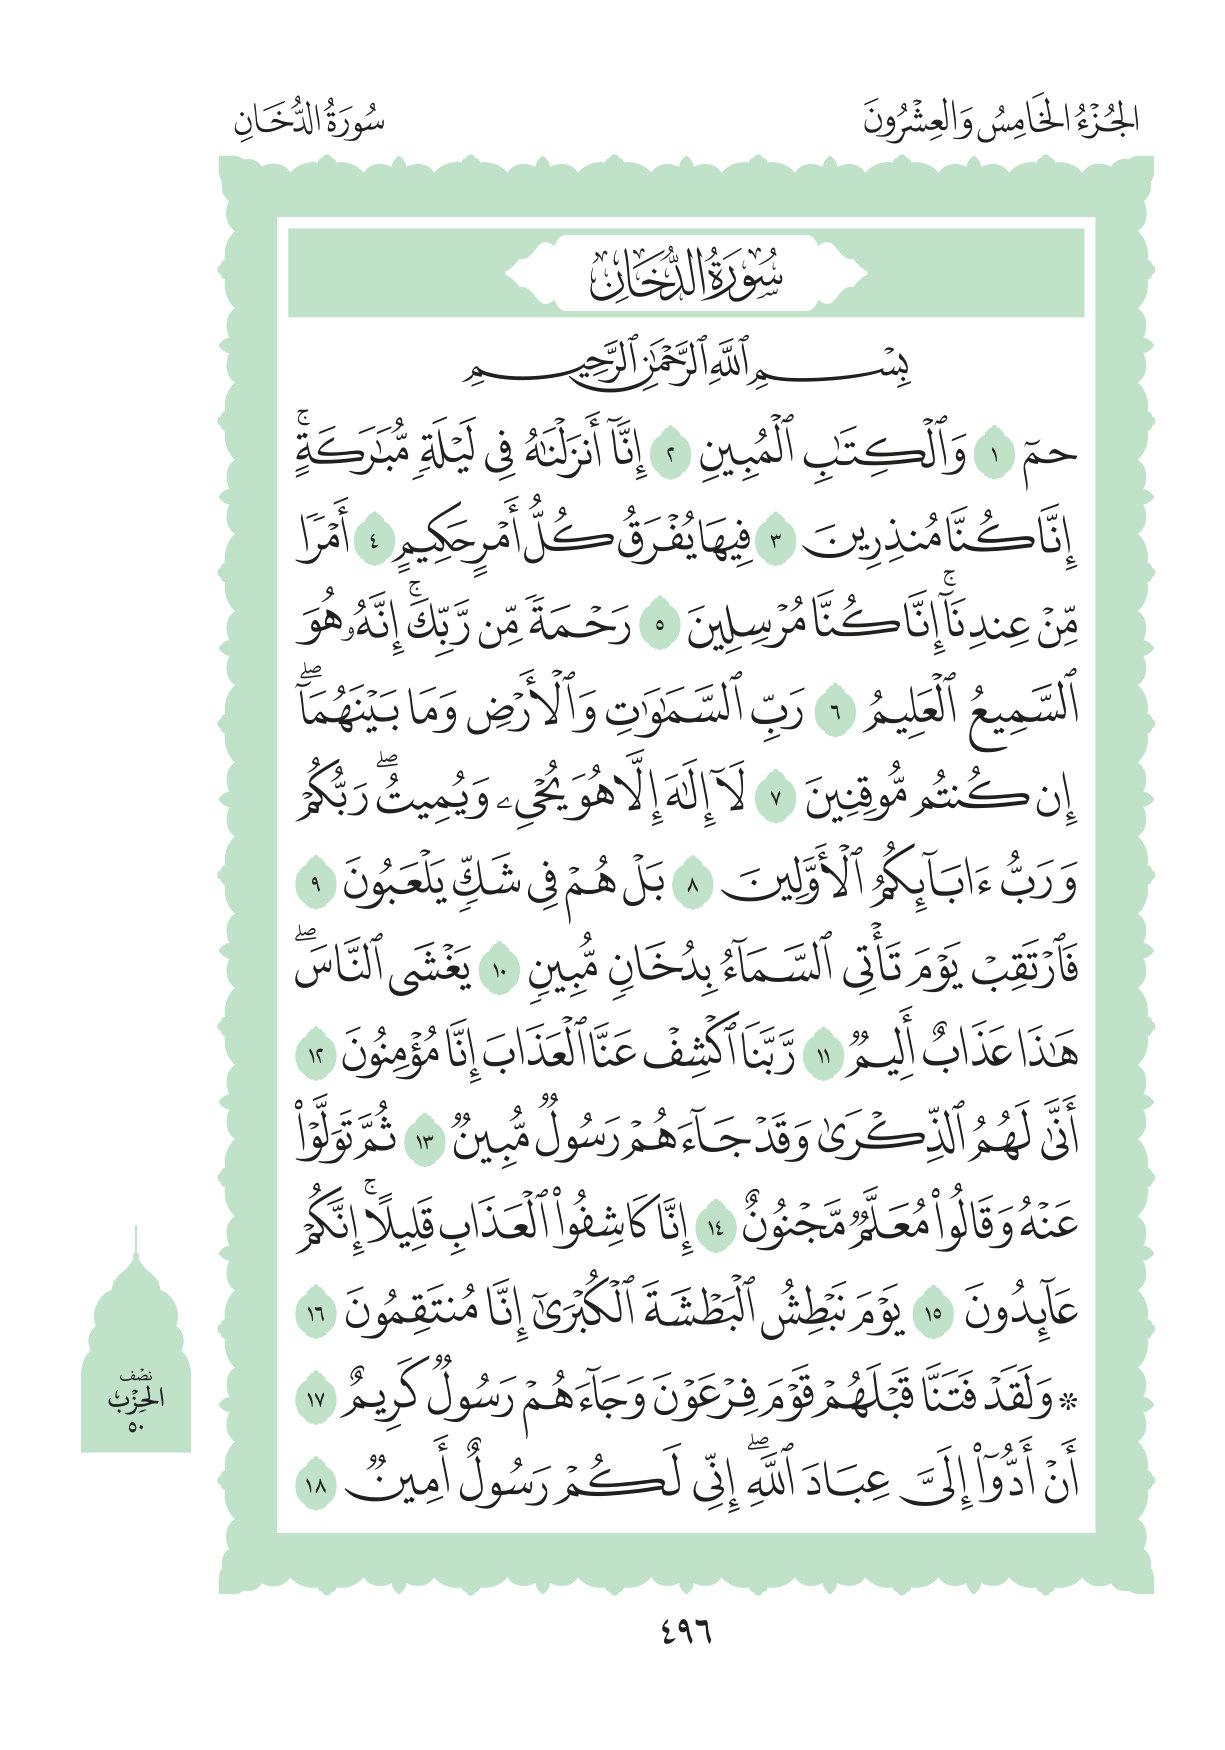 الجُزْءُ الخَامِسُ وَالعِشْرُونَ
سُورَةُ الدُّخَانِ
سُورَةُ الدُّخَانِ
بِسْمِ ٱللَّهِ ٱلرَّحْمَٰنِ ٱلرَّحِيمِ
حمٓ ١ وَٱلْكِتَٰبِ ٱلْمُبِينِ ٢ إِنَّآ أَنزَلْنَٰهُ فِى لَيْلَةٍ مُّبَٰرَكَةٍ ۚ
إِنَّا كُنَّا مُنذِرِينَ ٣ فِيهَا يُفْرَقُ كُلُّ أَمْرٍ حَكِيمٍ ٤ أَمْرًا
مِّنْ عِندِنَآ ۚ إِنَّا كُنَّا مُرْسِلِينَ ٥ رَحْمَةً مِّن رَّبِّكَ ۚ إِنَّهُۥ هُوَ
ٱلسَّمِيعُ ٱلْعَلِيمُ ٦ رَبِّ ٱلسَّمَٰوَٰتِ وَٱلْأَرْضِ وَمَا بَيْنَهُمَآ ۖ
إِن كُنتُم مُّوقِنِينَ ٧ لَآ إِلَٰهَ إِلَّا هُوَ يُحْىِۦ وَيُمِيتُ ۖ رَبُّكُمْ
وَرَبُّ ءَابَآئِكُمُ ٱلْأَوَّلِينَ ٨ بَلْ هُمْ فِى شَكٍّ يَلْعَبُونَ ٩
فَٱرْتَقِبْ يَوْمَ تَأْتِى ٱلسَّمَآءُ بِدُخَانٍ مُّبِينٍ ١٠ يَغْشَى ٱلنَّاسَ ۖ
هَٰذَا عَذَابٌ أَلِيمٌ ١١ رَّبَّنَا ٱكْشِفْ عَنَّا ٱلْعَذَابَ إِنَّا مُؤْمِنُونَ ١٢
أَنَّىٰ لَهُمُ ٱلذِّكْرَىٰ وَقَدْ جَآءَهُمْ رَسُولٌ مُّبِينٌ ١٣ ثُمَّ تَوَلَّوْا۟
عَنْهُ وَقَالُوا۟ مُعَلَّمٌ مَّجْنُونٌ ١٤ إِنَّا كَاشِفُوا۟ ٱلْعَذَابِ قَلِيلًا ۚ إِنَّكُمْ
عَآئِدُونَ ١٥ يَوْمَ نَبْطِشُ ٱلْبَطْشَةَ ٱلْكُبْرَىٰٓ إِنَّا مُنتَقِمُونَ ١٦
۞ وَلَقَدْ فَتَنَّا قَبْلَهُمْ قَوْمَ فِرْعَوْنَ وَجَآءَهُمْ رَسُولٌ كَرِيمٌ ١٧
أَنْ أَدُّوٓا۟ إِلَىَّ عِبَادَ ٱللَّهِ ۖ إِنِّى لَكُمْ رَسُولٌ أَمِينٌ ١٨
نصف
الحِزْب
٥٠
٤٩٦